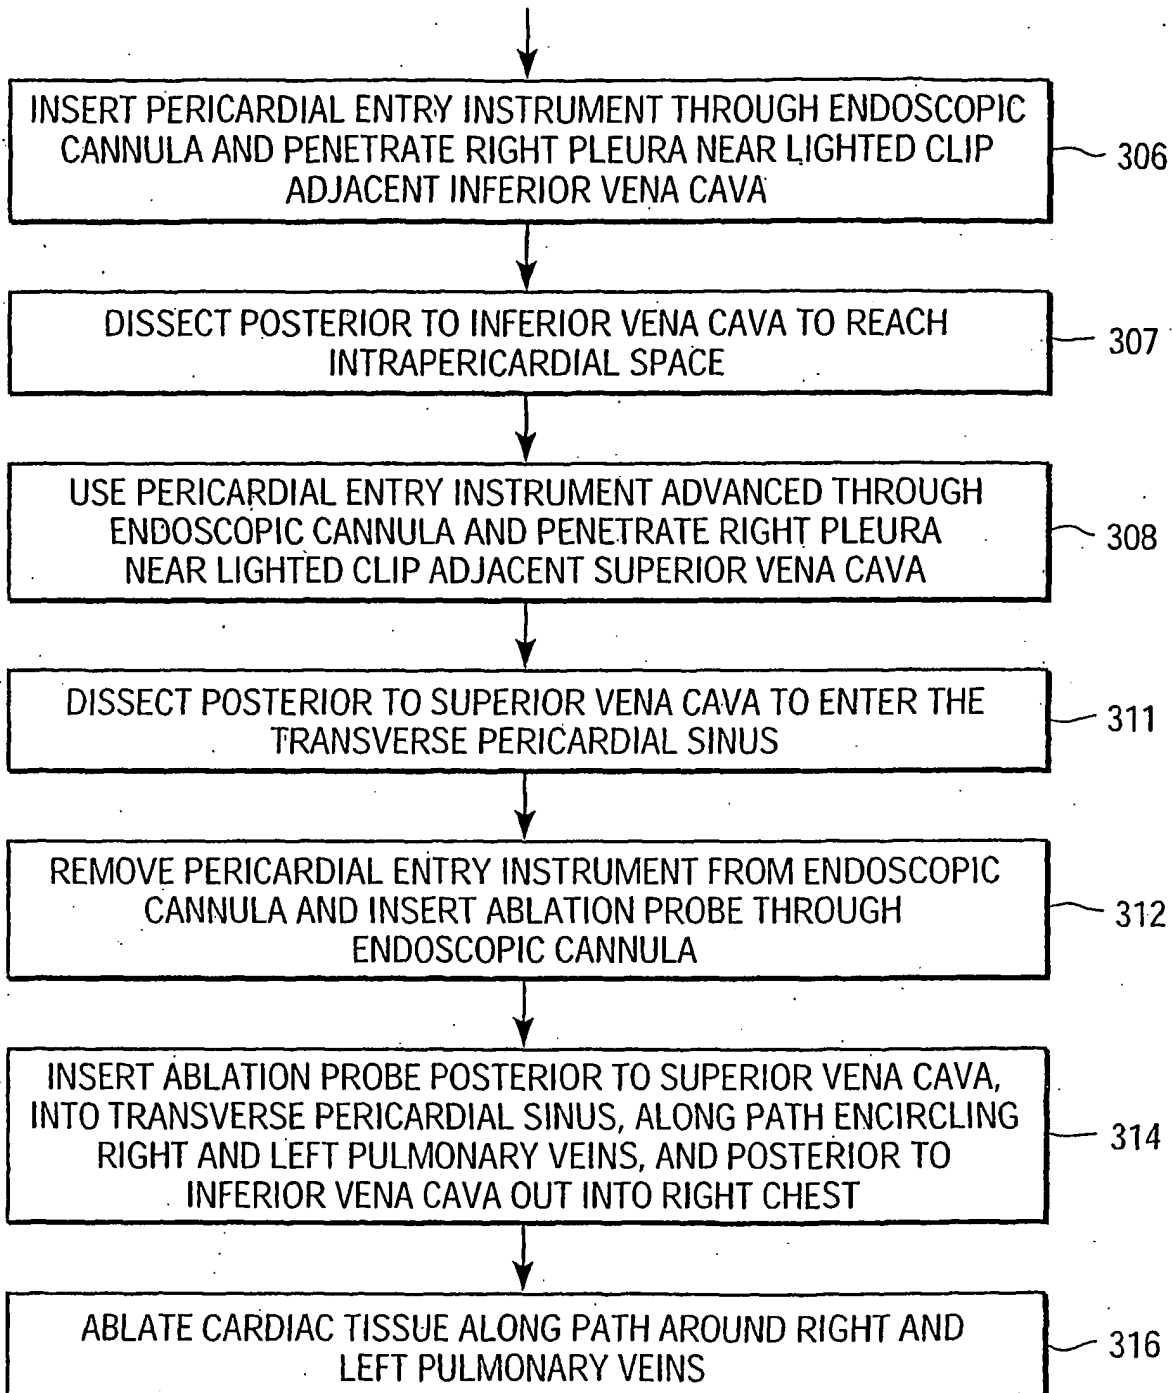 INSERT PERICARDIAL ENTRY INSTRUMENT THROUGH ENDOSCOPIC
CANNULA AND PENETRATE RIGHT PLEURA NEAR LIGHTED CLIP
ADJACENT INFERIOR VENA CAVA
306
DISSECT POSTERIOR TO INFERIOR VENA CAVA TO REACH
INTRAPERICARDIAL SPACE
307
USE PERICARDIAL ENTRY INSTRUMENT ADVANCED THROUGH
ENDOSCOPIC CANNULA AND PENETRATE RIGHT PLEURA
NEAR LIGHTED CLIP ADJACENT SUPERIOR VENA CAVA
308
DISSECT POSTERIOR TO SUPERIOR VENA CAVA TO ENTER THE
TRANSVERSE PERICARDIAL SINUS
311
REMOVE PERICARDIAL ENTRY INSTRUMENT FROM ENDOSCOPIC
CANNULA AND INSERT ABLATION PROBE THROUGH
ENDOSCOPIC CANNULA
312
INSERT ABLATION PROBE POSTERIOR TO SUPERIOR VENA CAVA,
INTO TRANSVERSE PERICARDIAL SINUS, ALONG PATH ENCIRCLING
RIGHT AND LEFT PULMONARY VEINS, AND POSTERIOR TO
INFERIOR VENA CAVA OUT INTO RIGHT CHEST
314
ABLATE CARDIAC TISSUE ALONG PATH AROUND RIGHT AND
LEFT PULMONARY VEINS
316